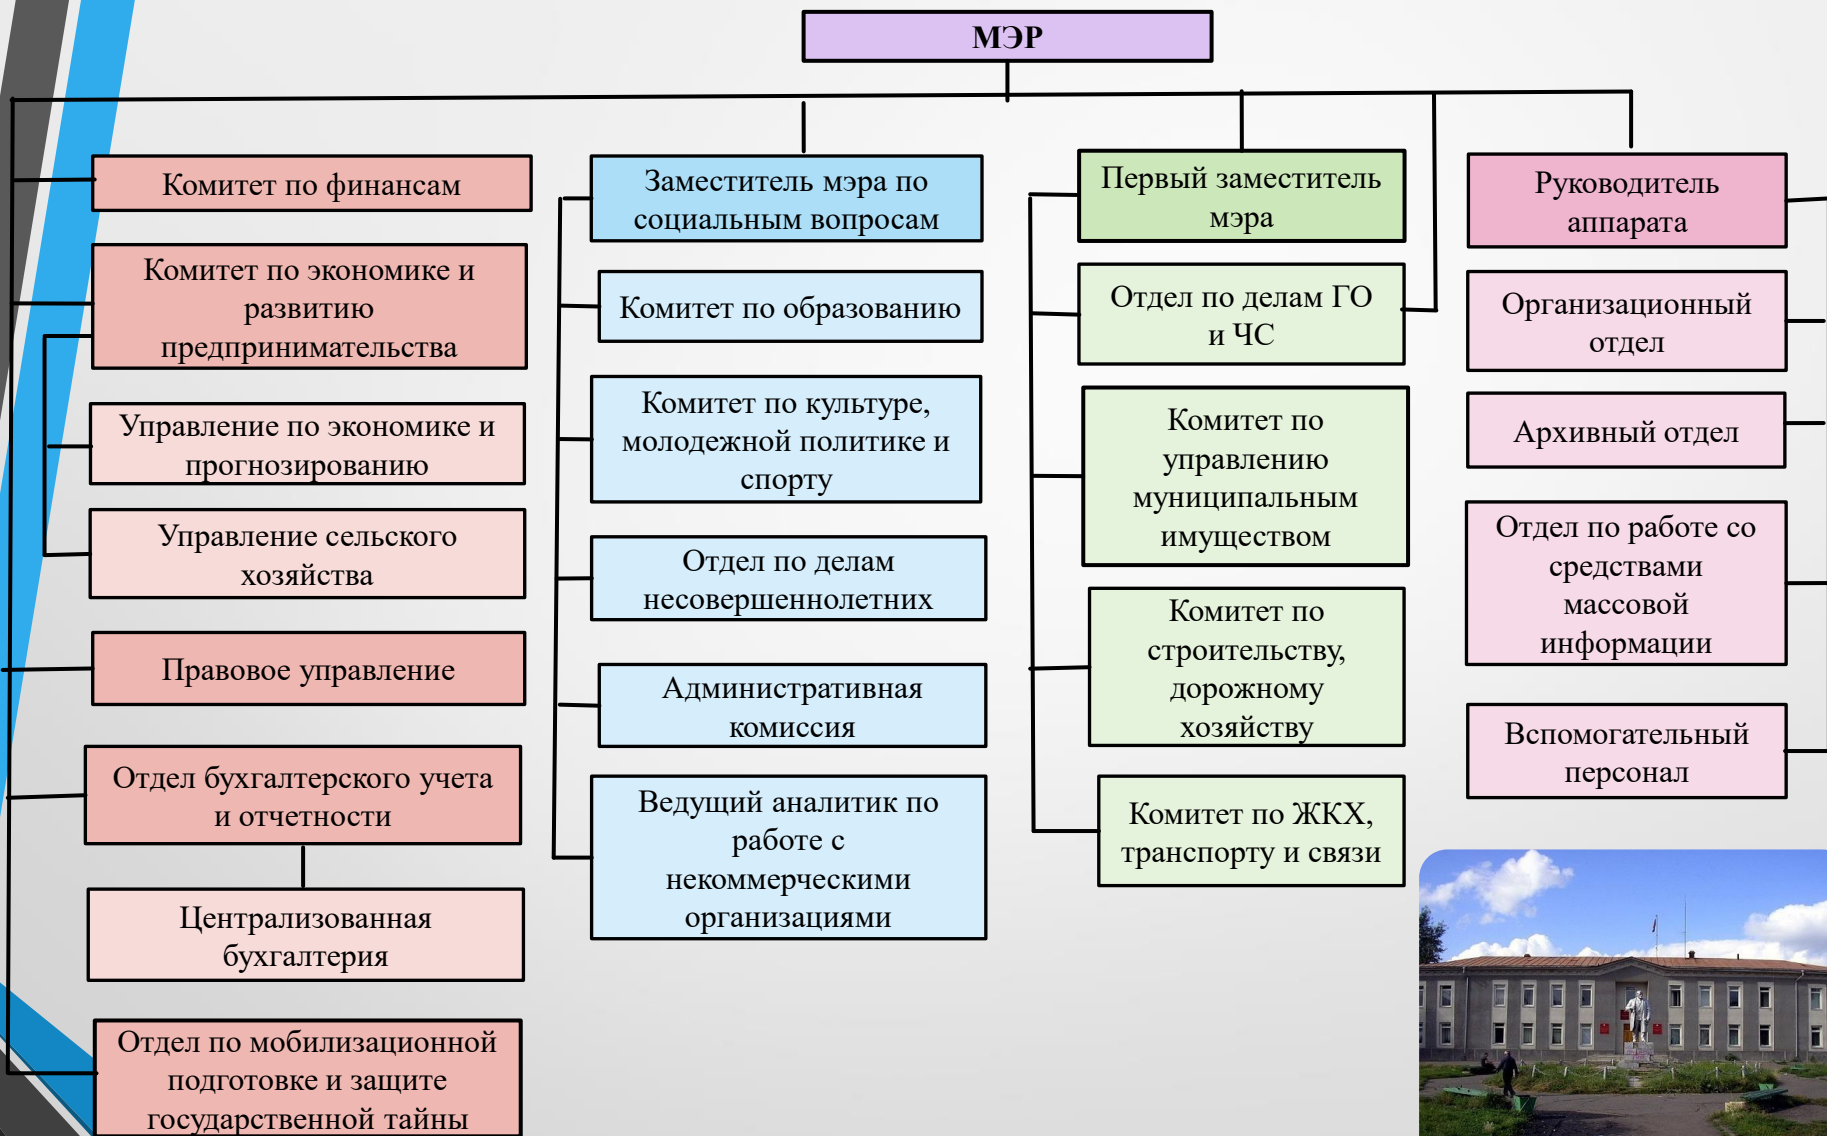 МЭР
Комитет по финансам
Комитет по экономике и
развитию
предпринимательства
Управление по экономике и
прогнозированию
Управление сельского
хозяйства
Правовое управление
Отдел бухгалтерского учета
и отчетности
Централизованная
бухгалтерия
Отдел по мобилизационной
подготовке и защите
государственной тайны
Заместитель мэра по
социальным вопросам
Комитет по образованию
Комитет по культуре,
молодежной политике и
спорту
Отдел по делам
несовершеннолетних
Административная
комиссия
Ведущий аналитик по
работе с
некоммерческими
организациями
Первый заместитель
мэра
Отдел по делам ГО
и ЧС
Комитет по
управлению
муниципальным
имуществом
Комитет по
строительству,
дорожному
хозяйству
Комитет по ЖКХ,
транспорту и связи
Руководитель
аппарата
Организационный
отдел
Архивный отдел
Отдел по работе со
средствами
массовой
информации
Вспомогательный
персонал